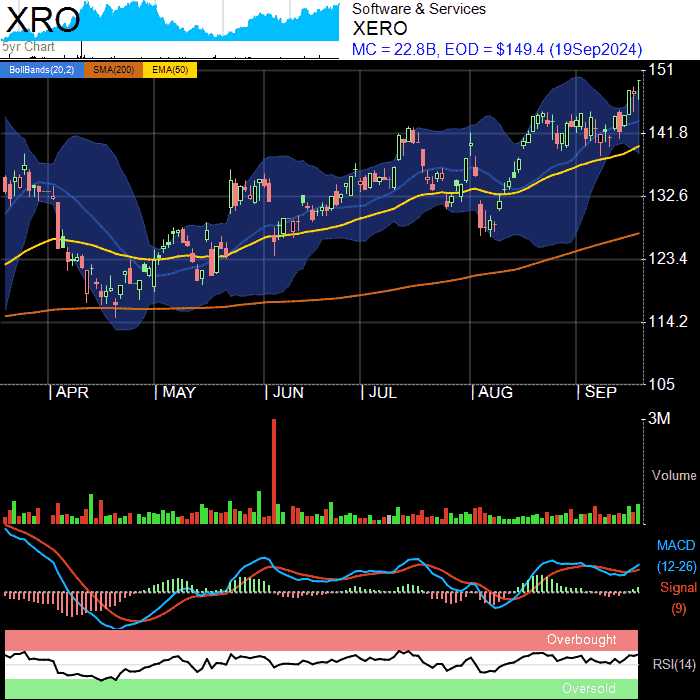 XRO
5yr Chart
Software & Services
XERO
MC = 22.8B, EOD = $149.4 (19Sep2024)
BollBands(20,2) SMA(200) EMA(50)
151
141.8
132.6
123.4
114.2
105
APR MAY JUN JUL AUG SEP
3M
Volume
MACD
(12-26)
Signal
(9)
Overbought
RSI(14)
Oversold